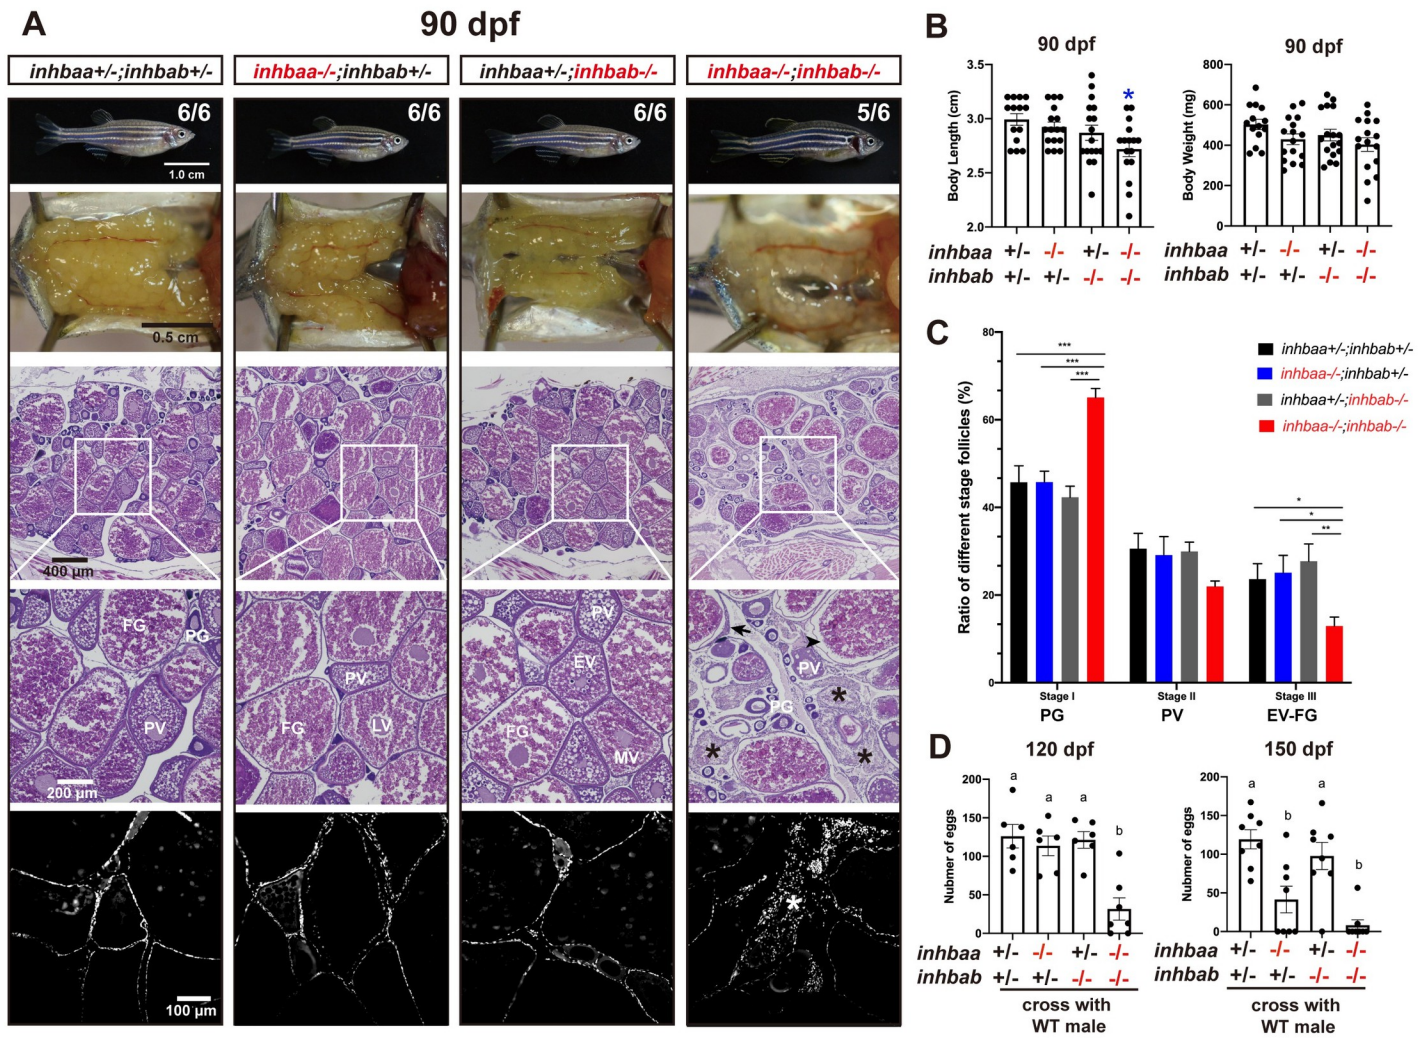 A
90 dpf
inhbaa+/-;inhbab+/-
inhbaa-/-;inhbab+/-
inhbaa+/-;inhbab-/-
inhbaa-/-;inhbab-/-
6/6
6/6
6/6
5/6
1.0 cm
0.5 cm
400 µm
FG
PG
PV
200 µm
PV
FG
LV
PV
EV
FG
MV
PV
PG
*
*
*
*
100 µm
B
90 dpf
Body Length (cm)
3.5
3.0
2.5
2.0
*
inhbaa +/- -/- +/- -/-
inhbab +/- +/- -/- -/-
90 dpf
Body Weight (mg)
800
600
400
200
0
inhbaa +/- -/- +/- -/-
inhbab +/- +/- -/- -/-
C
Ratio of different stage follicles (%)
80
60
40
20
0
***
***
***
*
*
**
inhbaa+/-;inhbab+/-
inhbaa-/-;inhbab+/-
inhbaa+/-;inhbab-/-
inhbaa-/-;inhbab-/-
Stage I
PG
Stage II
PV
Stage III
EV-FG
D
120 dpf
Nubmer of eggs
200
150
100
50
0
a
a
a
b
inhbaa +/- -/- +/- -/-
inhbab +/- +/- -/- -/-
cross with
WT male
150 dpf
Nubmer of eggs
200
150
100
50
0
a
b
a
b
inhbaa +/- -/- +/- -/-
inhbab +/- +/- -/- -/-
cross with
WT male